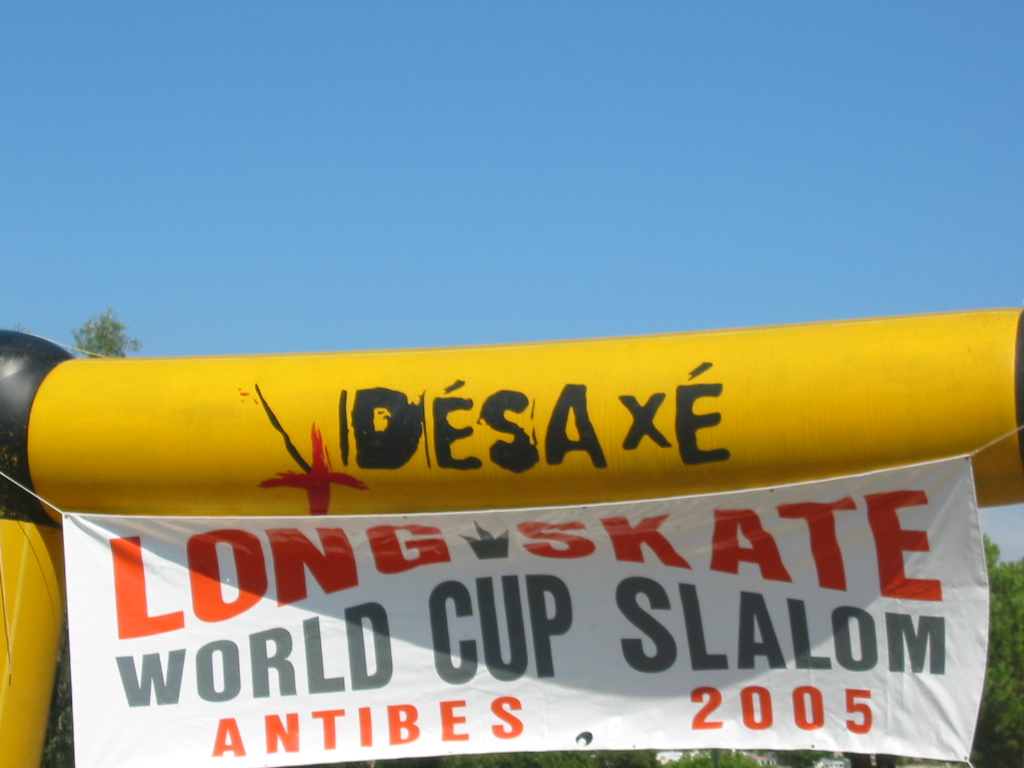 DÉSAXÉ
LONG SKATE
WORLD CUP SLALOM
ANTIBES 2005